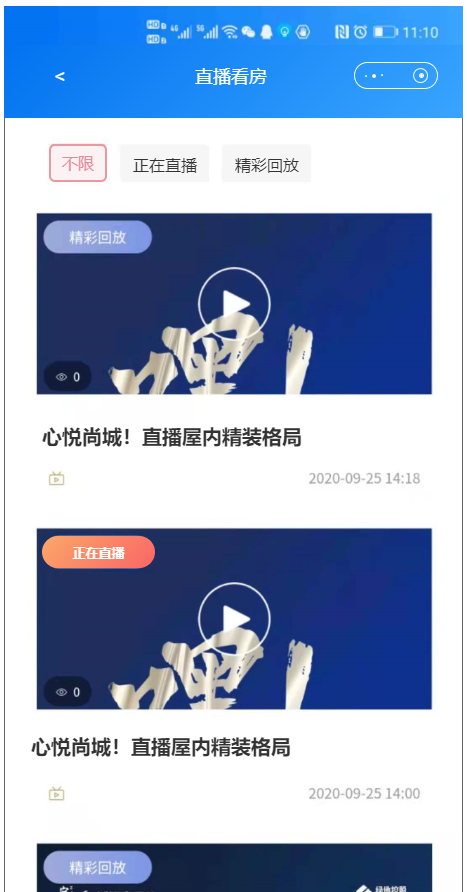 HD 4G 5G 11:10
< 直播看房
不限 正在直播 精彩回放
精彩回放
0
心悦尚城！直播屋内精装格局
2020-09-25 14:18
正在直播
0
心悦尚城！直播屋内精装格局
2020-09-25 14:00
精彩回放